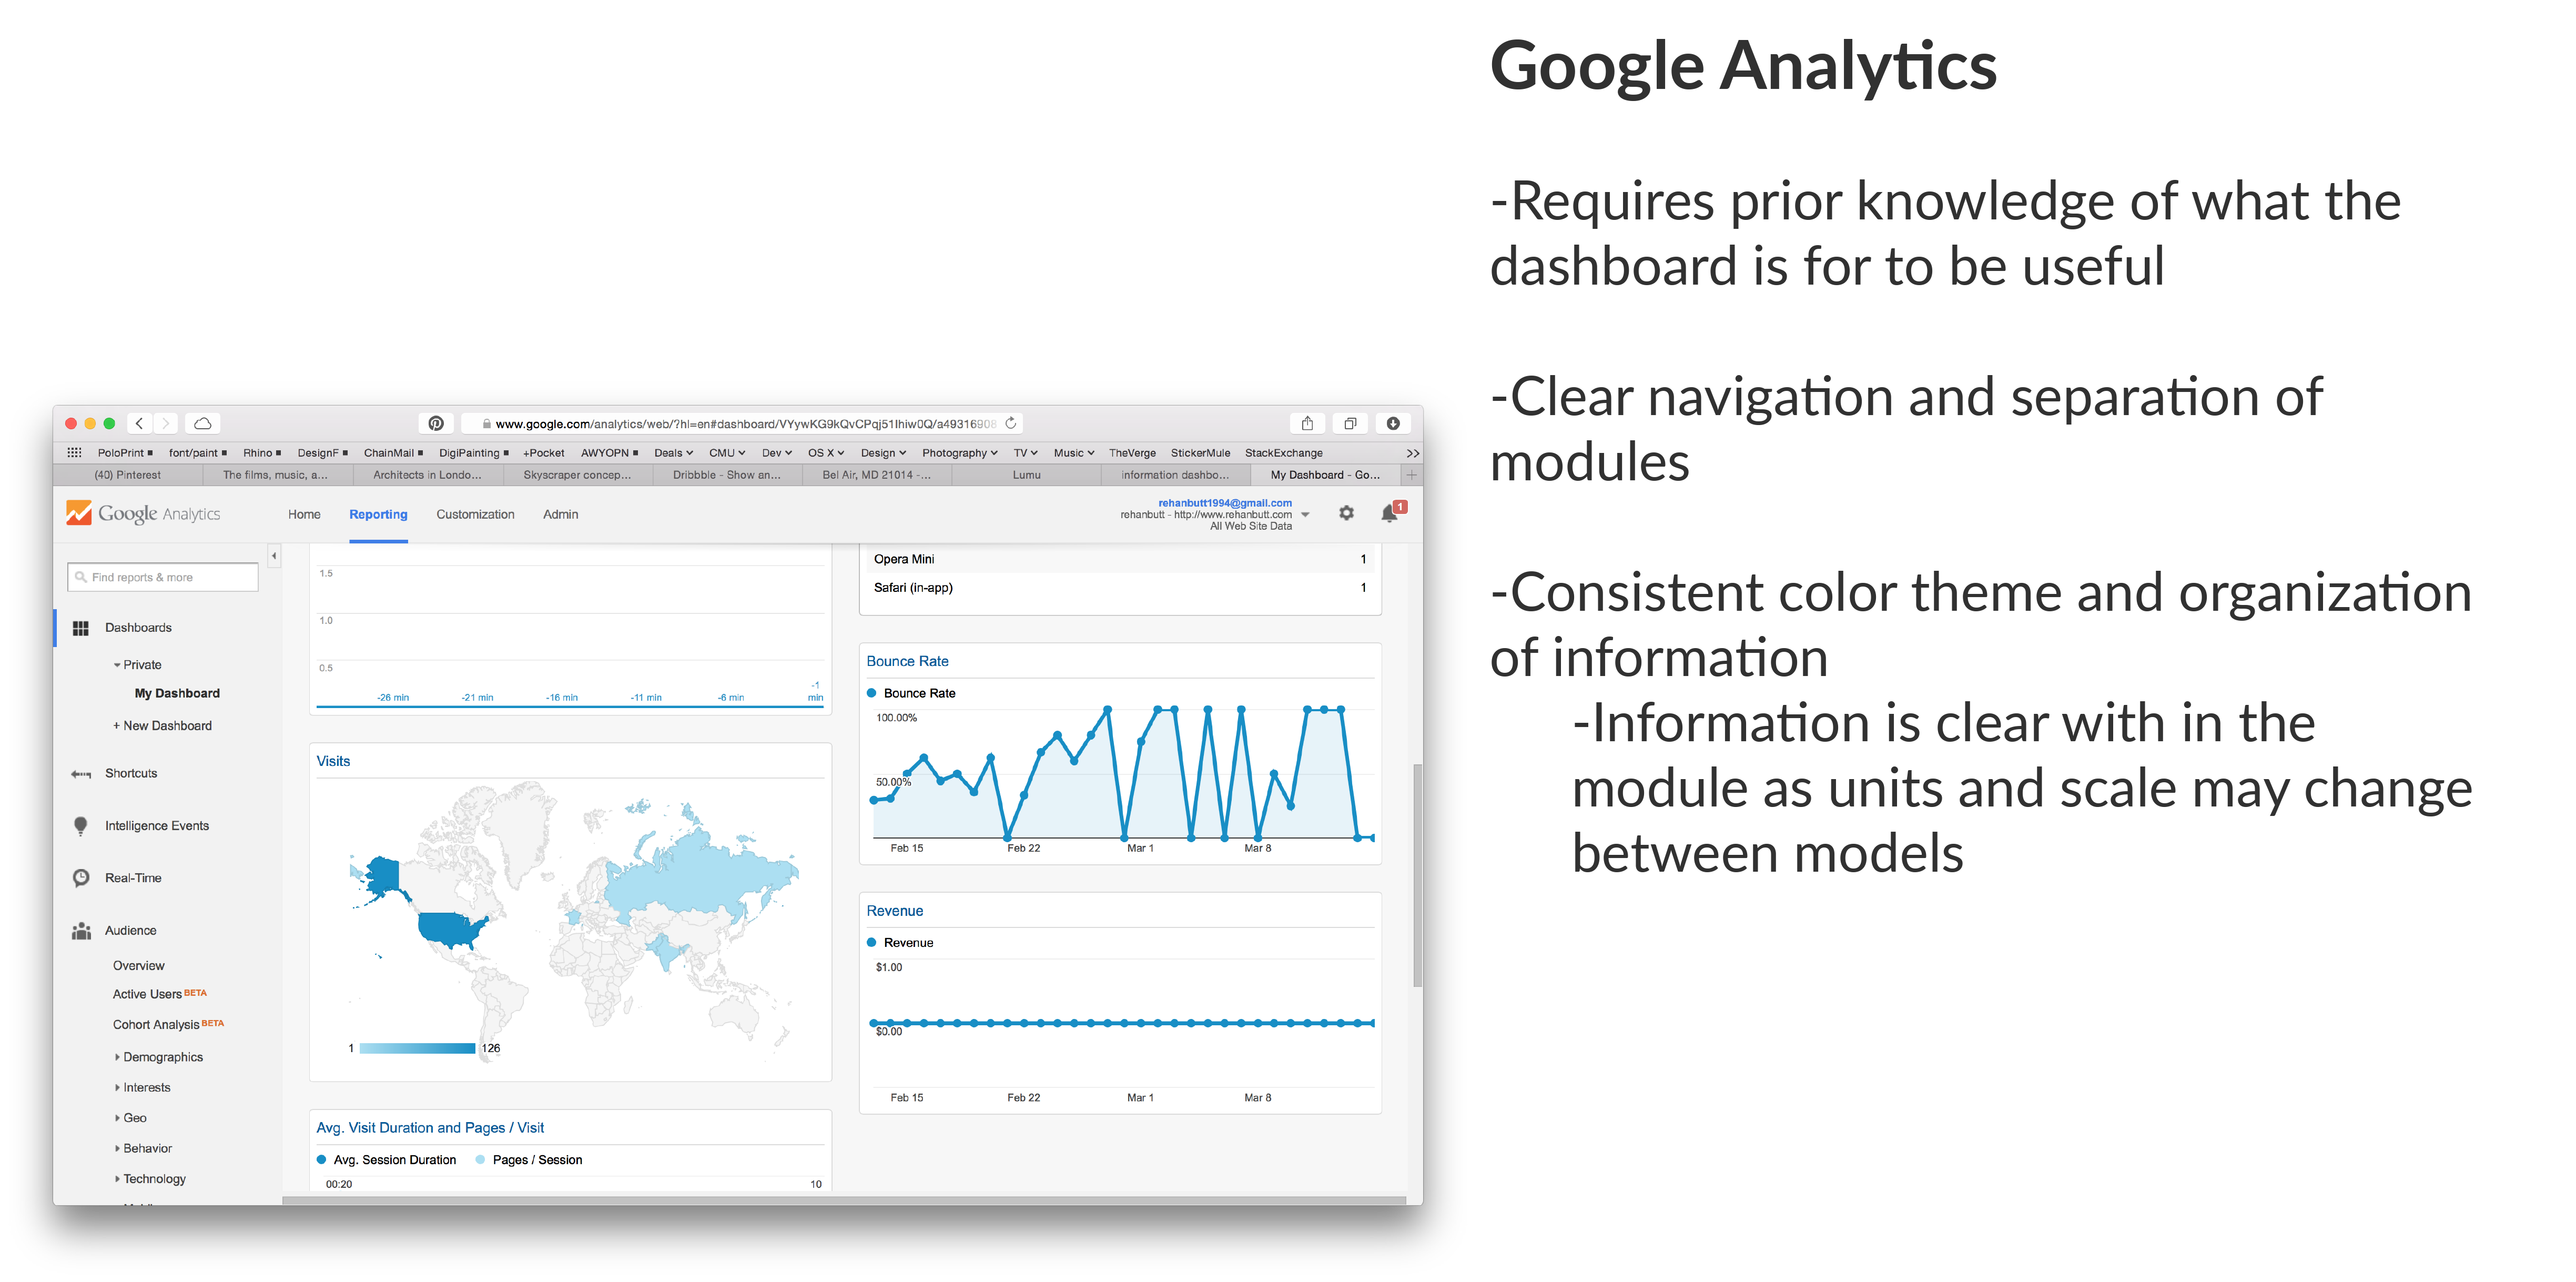 Google Analytics
-Requires prior knowledge of what the
dashboard is for to be useful
-Clear navigation and separation of
modules
-Consistent color theme and organization
of information
-Information is clear with in the
module as units and scale may change
between models
www.google.com/analytics/web/?hl=en#dashboard/VYywKG9kQvCPqj51Ihiw0Q/a49316908
PoloPrint font/paint Rhino DesignF ChainMail DigiPainting +Pocket AWYOPN Deals CMU Dev OS X Design Photography TV Music TheVerge StickerMule StackExchange >>
(40) Pinterest The films, music, a... Architects in Londo... Skyscraper concep... Dribbble - Show an... Bel Air, MD 21014 -... Lumu information dashbo... My Dashboard - Go... +
Google Analytics Home Reporting Customization Admin
rehanbutt1994@gmail.com
rehanbutt - http://www.rehanbutt.com
All Web Site Data
1
Find reports & more
Dashboards
Private
My Dashboard
+ New Dashboard
Shortcuts
Intelligence Events
Real-Time
Audience
Overview
Active Users BETA
Cohort Analysis BETA
Demographics
Interests
Geo
Behavior
Technology
1.5
1.0
0.5
-26 min -21 min -16 min -11 min -6 min -1 min
Visits
1 126
Avg. Visit Duration and Pages / Visit
Avg. Session Duration Pages / Session
00:20 10
Opera Mini 1
Safari (in-app) 1
Bounce Rate
Bounce Rate
100.00%
50.00%
Feb 15 Feb 22 Mar 1 Mar 8
Revenue
Revenue
$1.00
$0.00
Feb 15 Feb 22 Mar 1 Mar 8